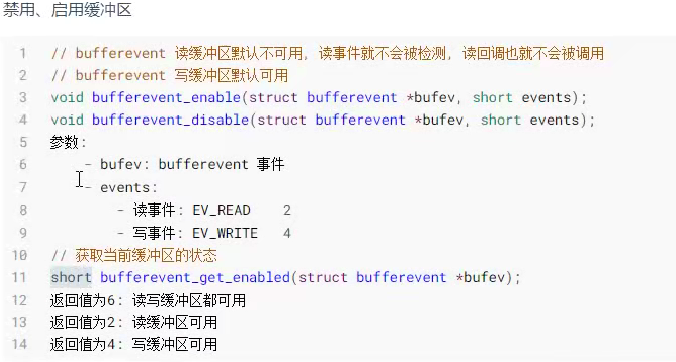 禁用、启用缓冲区
1 // bufferevent 读缓冲区默认不可用, 读事件就不会被检测, 读回调也就不会被调用
2 // bufferevent 写缓冲区默认可用
3 void bufferevent_enable(struct bufferevent *bufev, short events);
4 void bufferevent_disable(struct bufferevent *bufev, short events);
5 参数:
6 - bufev: bufferevent 事件
7 - events:
8 - 读事件: EV_READ 2
9 - 写事件: EV_WRITE 4
10 // 获取当前缓冲区的状态
11 short bufferevent_get_enabled(struct bufferevent *bufev);
12 返回值为6: 读写缓冲区都可用
13 返回值为2: 读缓冲区可用
14 返回值为4: 写缓冲区可用